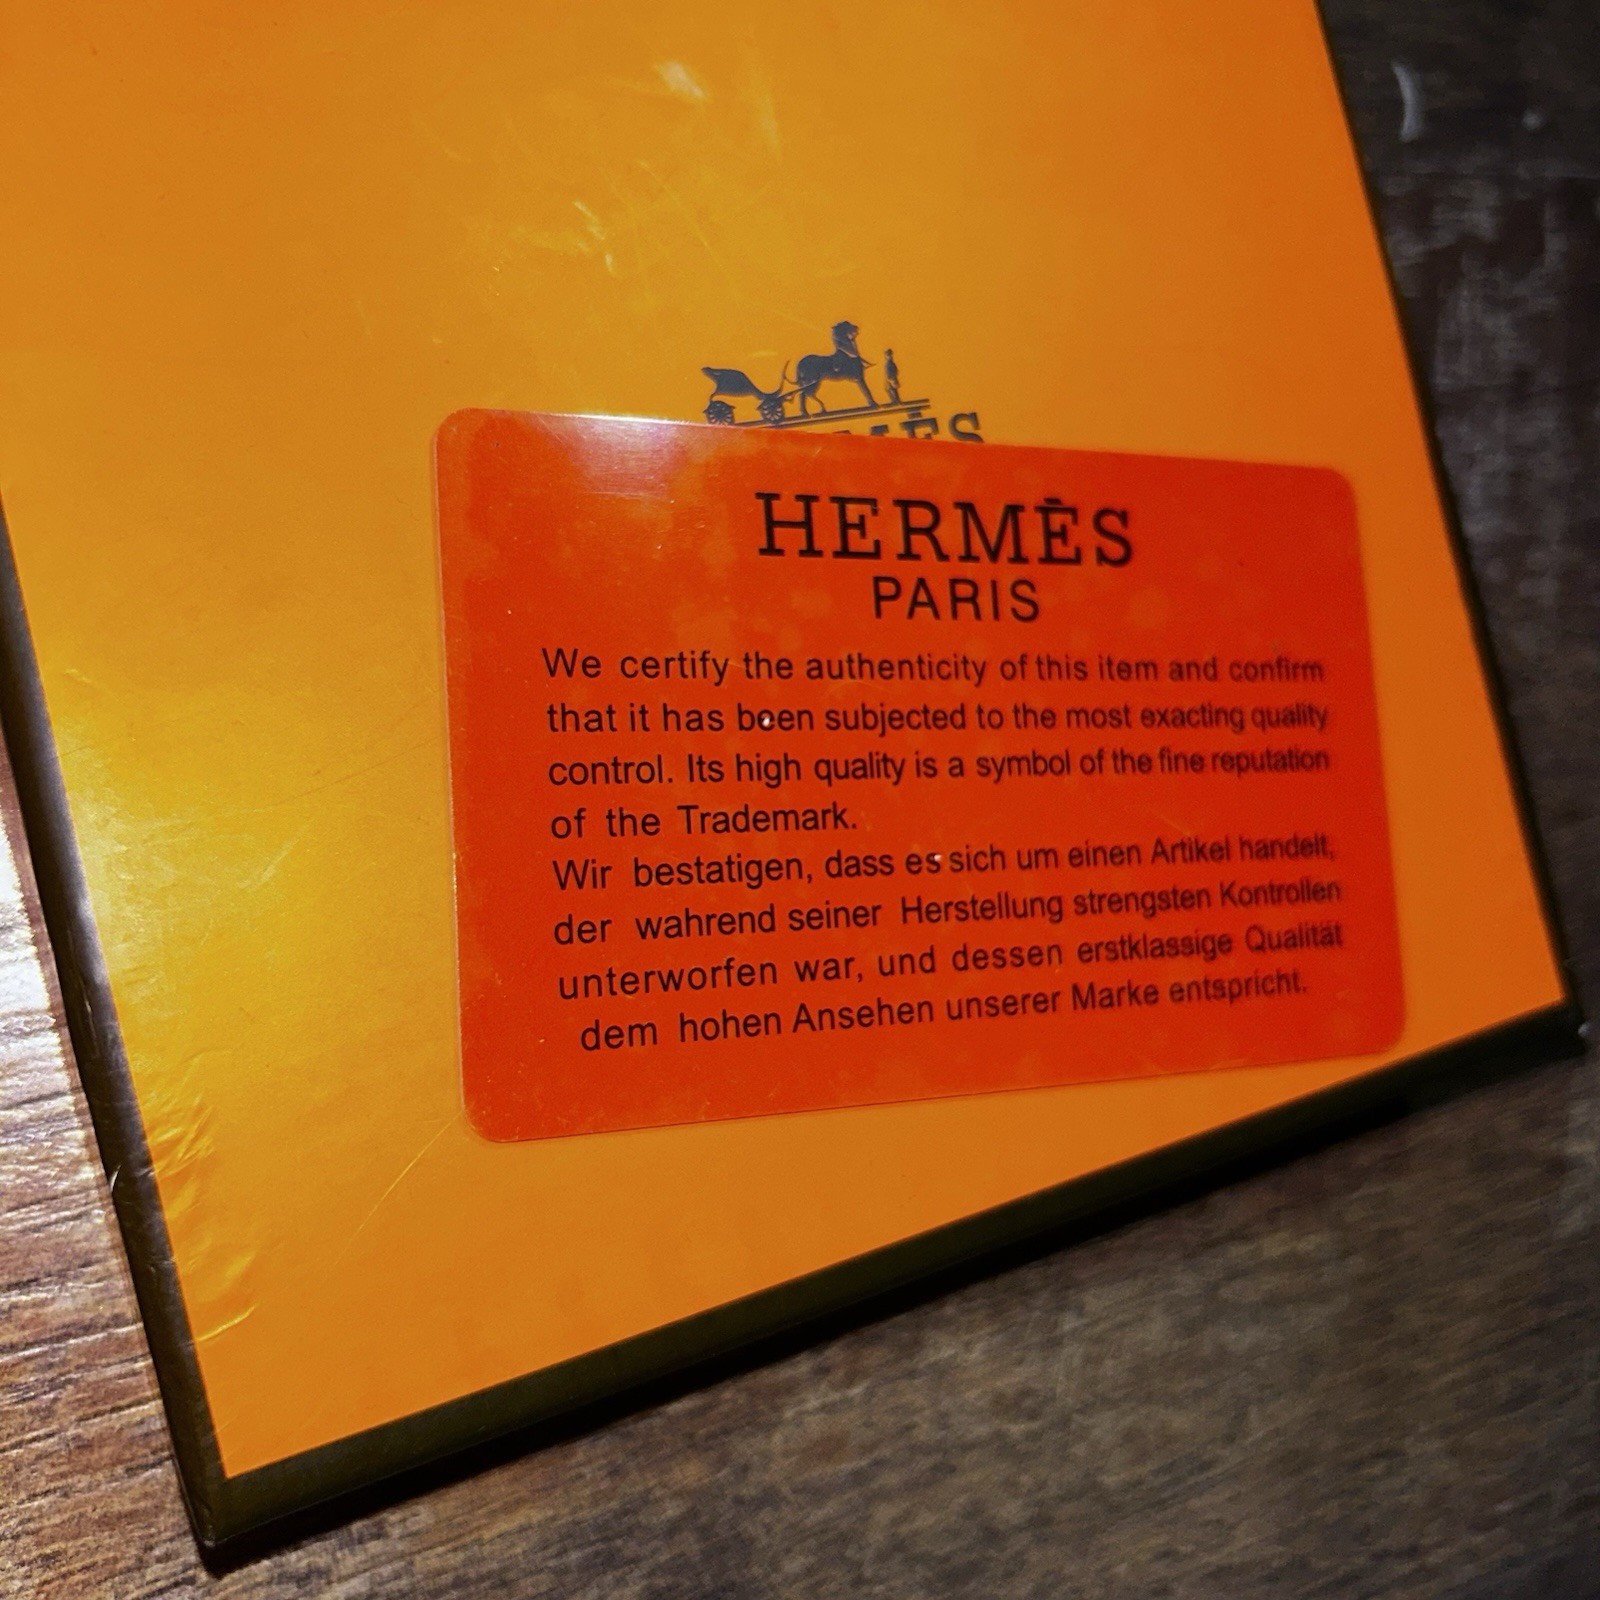 MÈS
HERMÈS
PARIS
We certify the authenticity of this item and confirm
that it has been subjected to the most exacting quality
control. Its high quality is a symbol of the fine reputation
of the Trademark.
Wir bestatigen, dass es sich um einen Artikel handelt,
der wahrend seiner Herstellung strengsten Kontrollen
unterworfen war, und dessen erstklassige Qualität
dem hohen Ansehen unserer Marke entspricht.